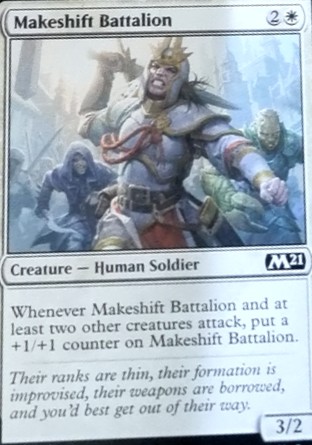 Makeshift Battalion 2
Creature — Human Soldier M21
Whenever Makeshift Battalion and at
least two other creatures attack, put a
+1/+1 counter on Makeshift Battalion.
Their ranks are thin, their formation is
improvised, their weapons are borrowed,
and you'd best get out of their way.
3/2